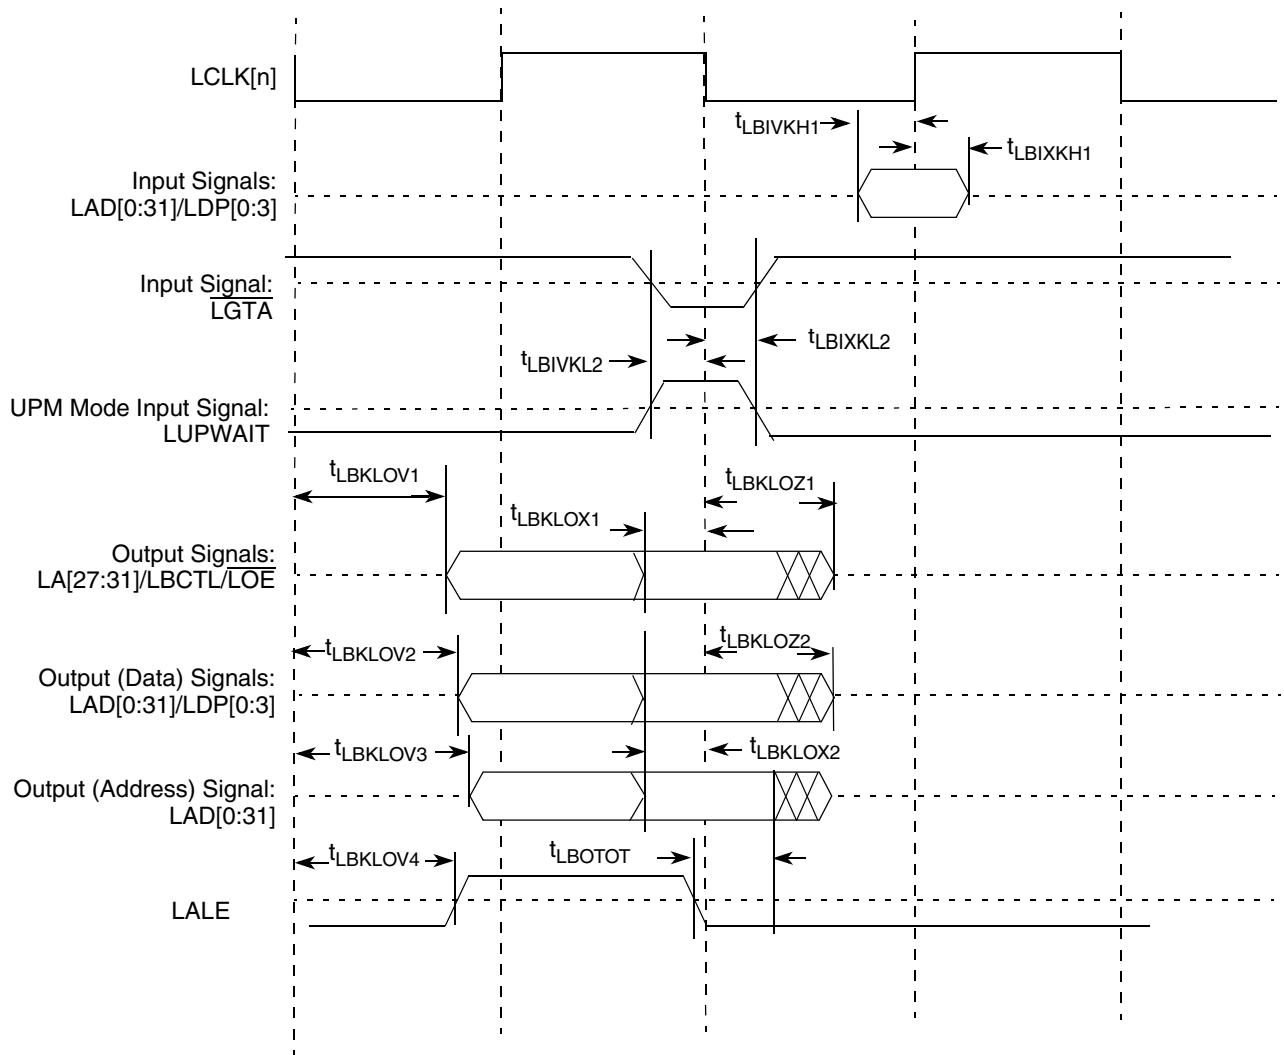 LCLK[n]
tLBIVKH1
tLBIXKH1
Input Signals:
LAD[0:31]/LDP[0:3]
Input Signal:
LGTA
tLBIXKL2
tLBIVKL2
UPM Mode Input Signal:
LUPWAIT
tLBKLOV1
tLBKLOZ1
tLBKLOX1
Output Signals:
LA[27:31]/LBCTL/LOE
tLBKLOZ2
tLBKLOV2
Output (Data) Signals:
LAD[0:31]/LDP[0:3]
tLBKLOV3
tLBKLOX2
Output (Address) Signal:
LAD[0:31]
tLBKLOV4
tLBOTOT
LALE